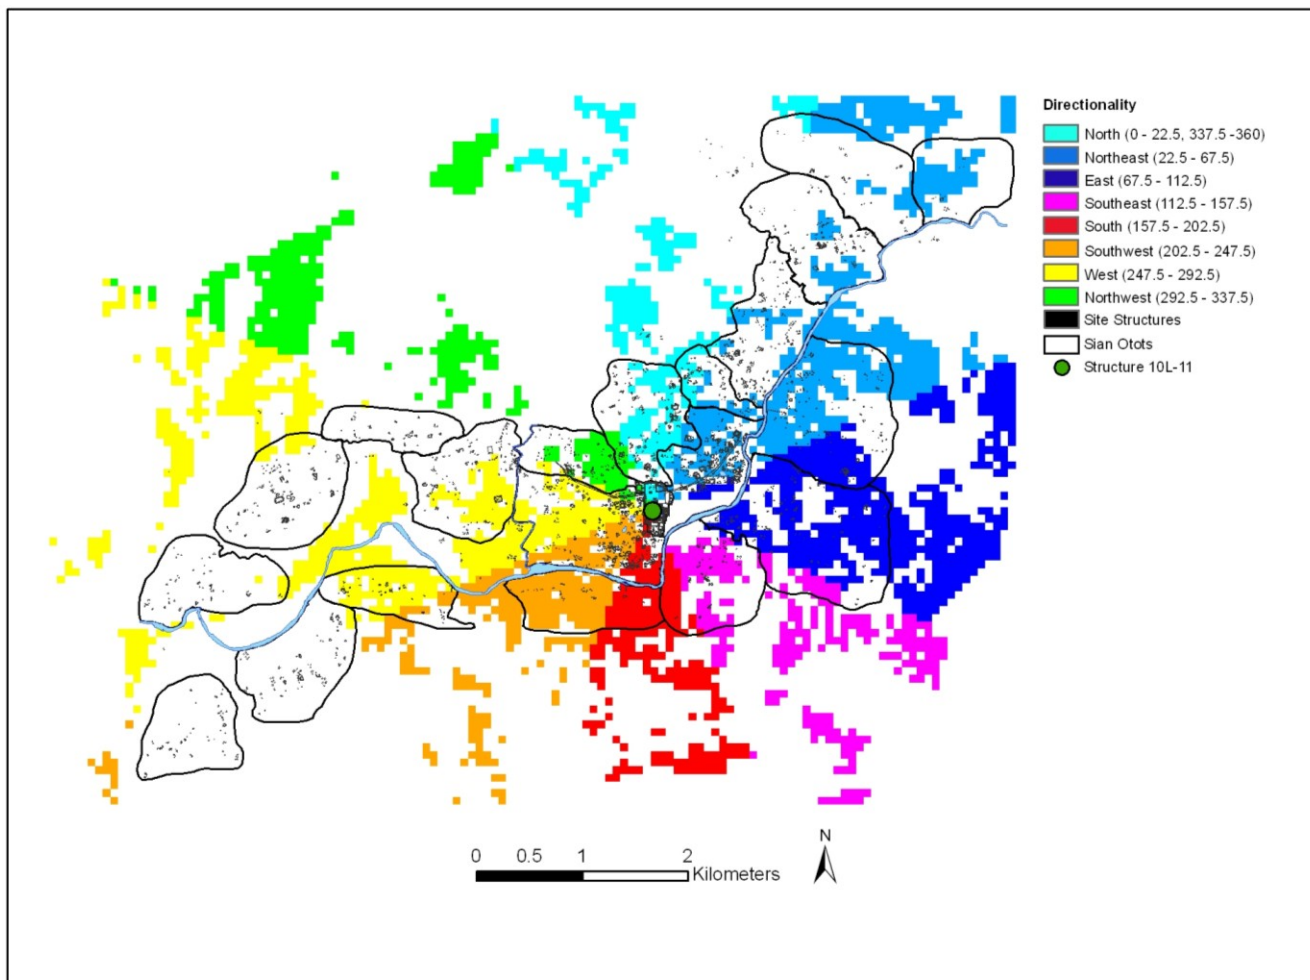 Directionality
North (0 - 22.5, 337.5 -360)
Northeast (22.5 - 67.5)
East (67.5 - 112.5)
Southeast (112.5 - 157.5)
South (157.5 - 202.5)
Southwest (202.5 - 247.5)
West (247.5 - 292.5)
Northwest (292.5 - 337.5)
Site Structures
Sian Otots
Structure 10L-11
N
0 0.5 1 2
Kilometers